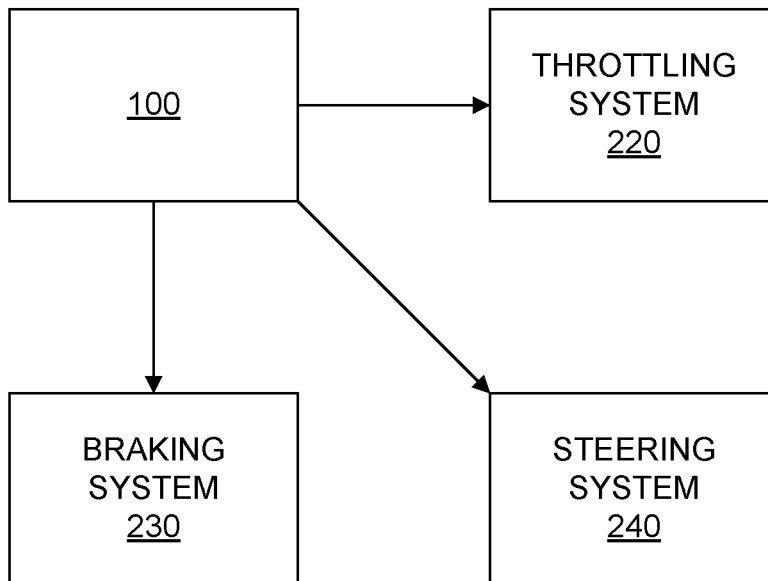 100
THROTTLING
SYSTEM
220
BRAKING
SYSTEM
230
STEERING
SYSTEM
240